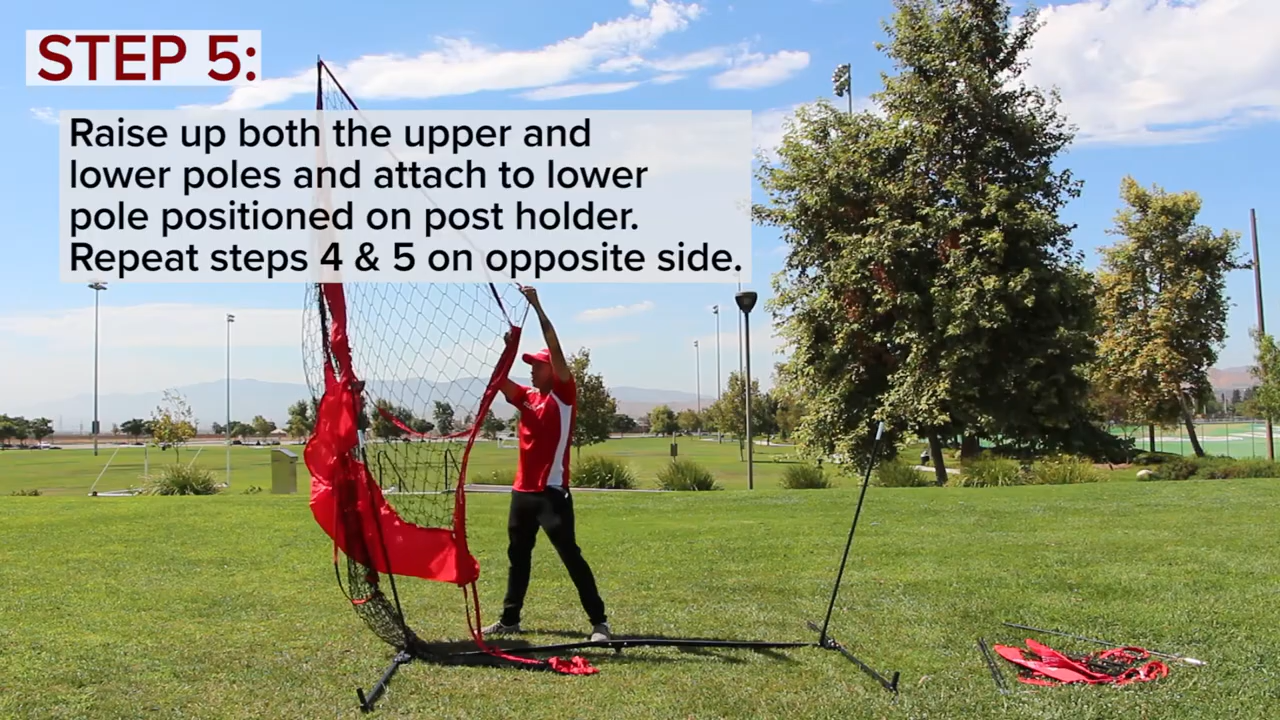 STEP 5:
Raise up both the upper and
lower poles and attach to lower
pole positioned on post holder.
Repeat steps 4 & 5 on opposite side.